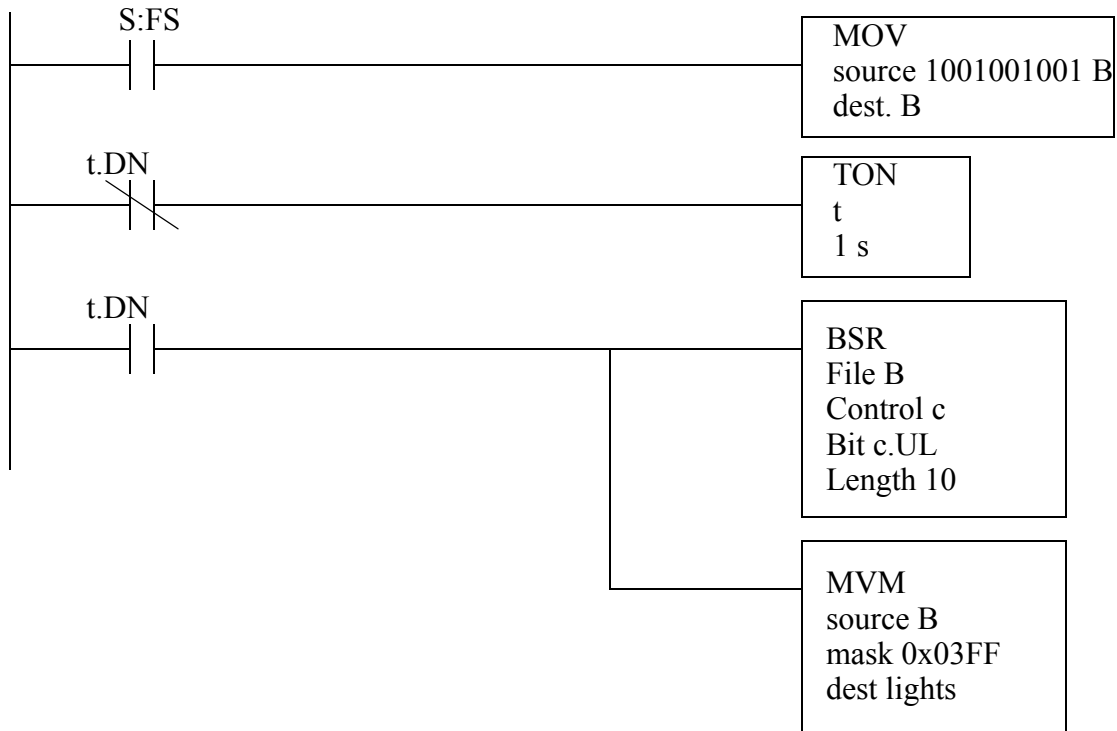 S:FS
MOV
source 1001001001 B
dest. B
t.DN
TON
t
1 s
t.DN
BSR
File B
Control c
Bit c.UL
Length 10
MVM
source B
mask 0x03FF
dest lights